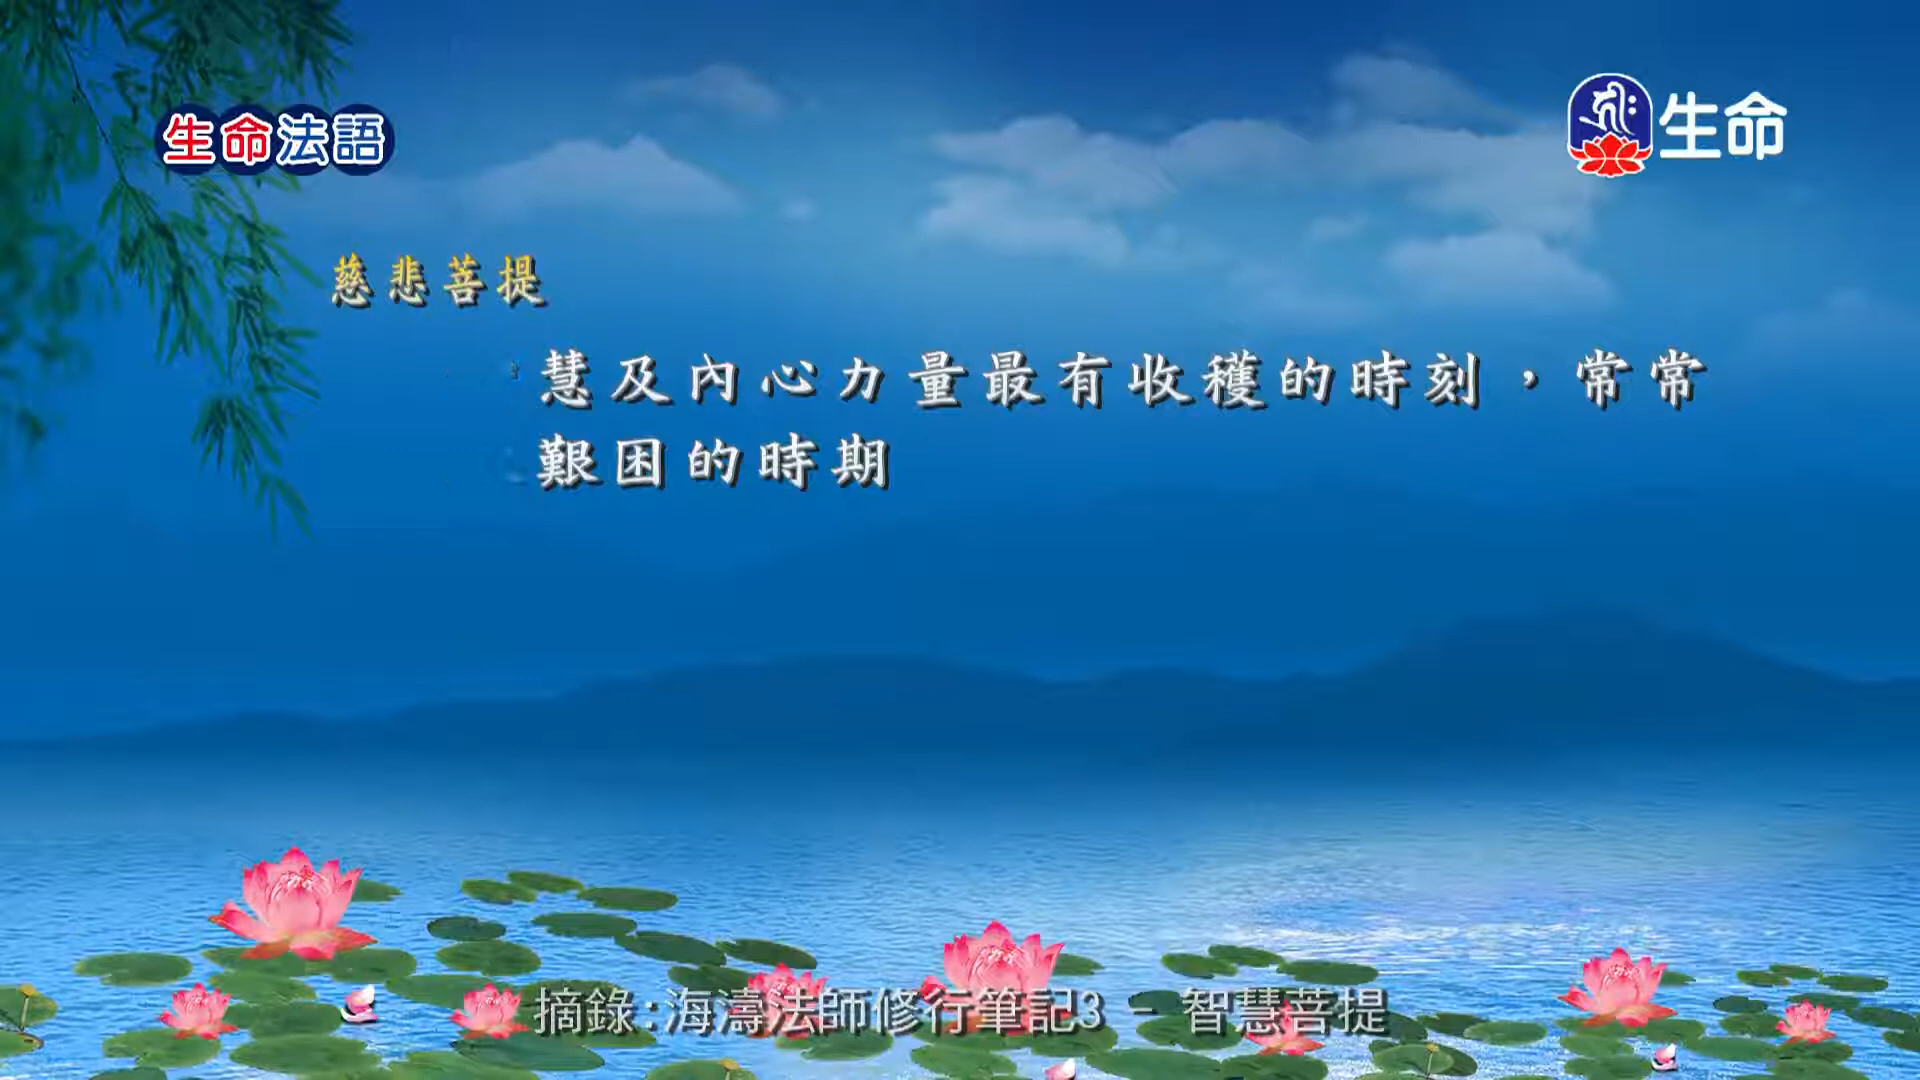 生命法語
生命
慈悲菩提
慧及內心力量最有收穫的時刻，常常
艱困的時期
摘錄:海濤法師修行筆記3 - 智慧菩提